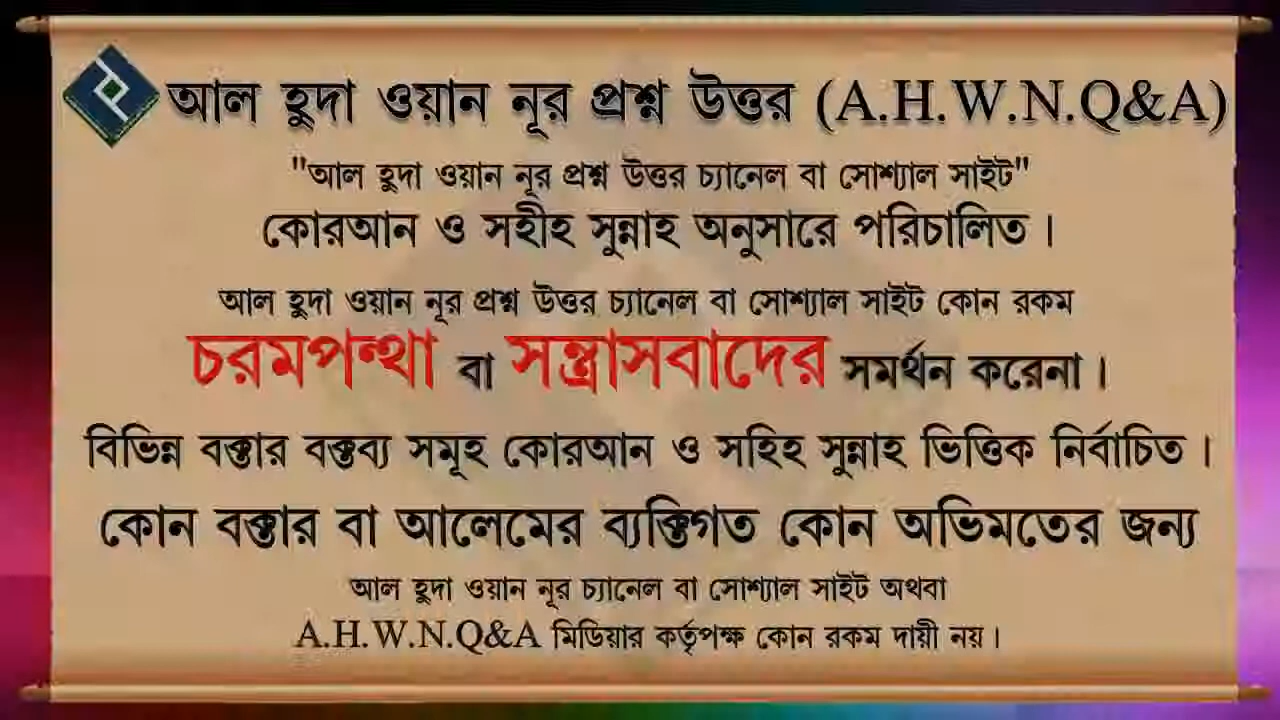 আল হুদা ওয়ান নূর প্রশ্ন উত্তর (A.H.W.N.Q&A)
"আল হুদা ওয়ান নূর প্রশ্ন উত্তর চ্যানেল বা সোশ্যাল সাইট"
কোরআন ও সহীহ সুন্নাহ অনুসারে পরিচালিত।
আল হুদা ওয়ান নূর প্রশ্ন উত্তর চ্যানেল বা সোশ্যাল সাইট কোন রকম
চরমপন্থা বা সন্ত্রাসবাদের সমর্থন করেনা।
বিভিন্ন বক্তার বক্তব্য সমূহ কোরআন ও সহিহ সুন্নাহ ভিত্তিক নির্বাচিত।
কোন বক্তার বা আলেমের ব্যক্তিগত কোন অভিমতের জন্য
আল হুদা ওয়ান নূর চ্যানেল বা সোশ্যাল সাইট অথবা
A.H.W.N.Q&A মিডিয়ার কর্তৃপক্ষ কোন রকম দায়ী নয়।